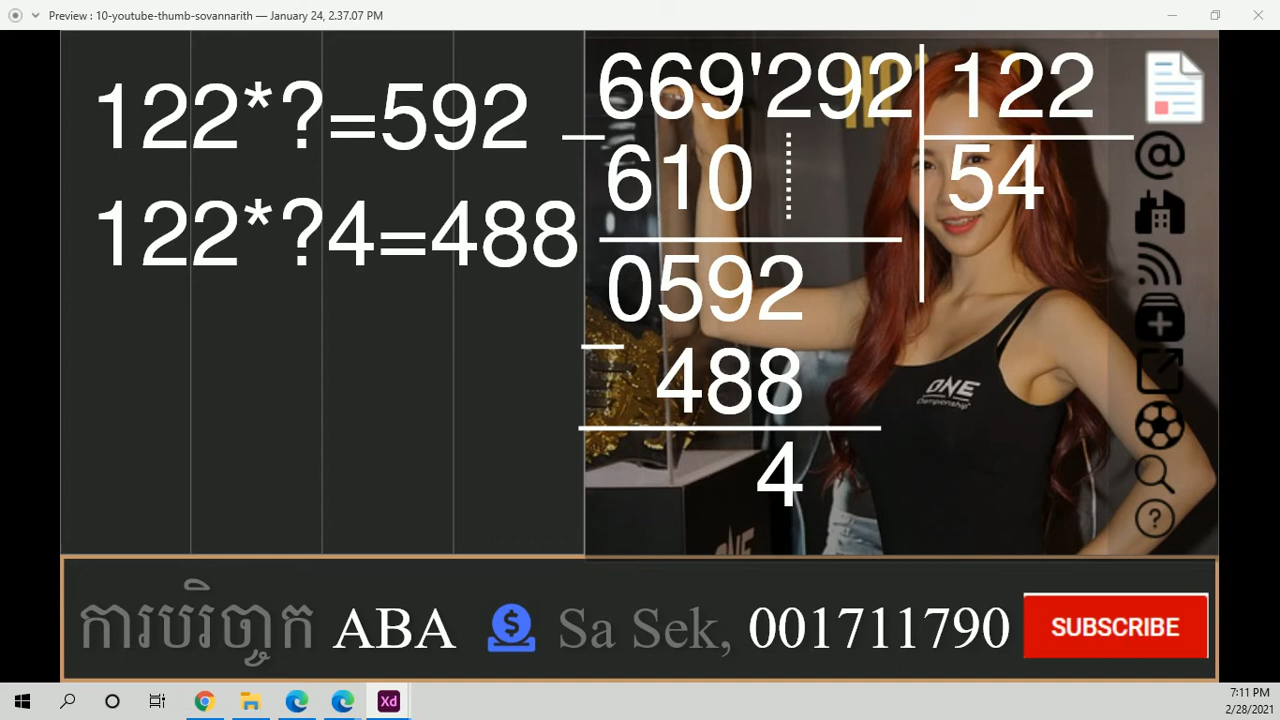 Preview : 10-youtube-thumb-sovannarith — January 24, 2.37.07 PM
122*?=592
122*?4=488
669'292 122
610 54
0592
488
4
ONE
Championship
ការបរិច្ចាក ABA Sa Sek, 001711790 SUBSCRIBE
Xd
7:11 PM
2/28/2021